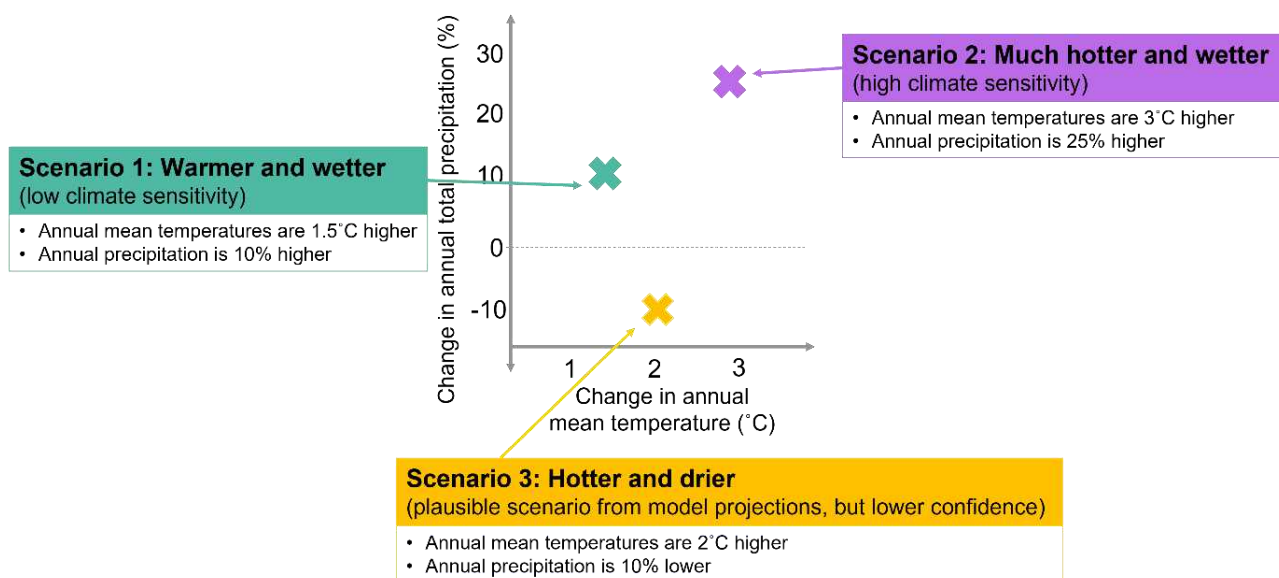 Change in annual total precipitation (%)
30
20
10
0
-10
1
2
3
Change in annual
mean temperature (˚C)
Scenario 2: Much hotter and wetter
(high climate sensitivity)
• Annual mean temperatures are 3˚C higher
• Annual precipitation is 25% higher
Scenario 1: Warmer and wetter
(low climate sensitivity)
• Annual mean temperatures are 1.5˚C higher
• Annual precipitation is 10% higher
Scenario 3: Hotter and drier
(plausible scenario from model projections, but lower confidence)
• Annual mean temperatures are 2˚C higher
• Annual precipitation is 10% lower